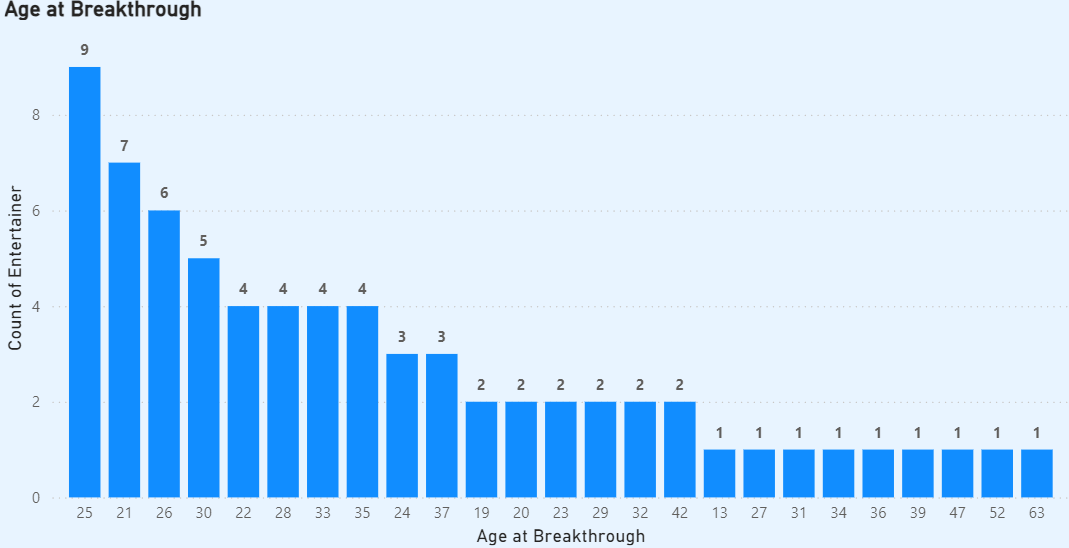 Age at Breakthrough
Count of Entertainer
9
7
6
5
4 4 4 4
3 3
2 2 2 2 2 2
1 1 1 1 1 1 1 1 1
8
6
4
2
0
25 21 26 30 22 28 33 35 24 37 19 20 23 29 32 42 13 27 31 34 36 39 47 52 63
Age at Breakthrough